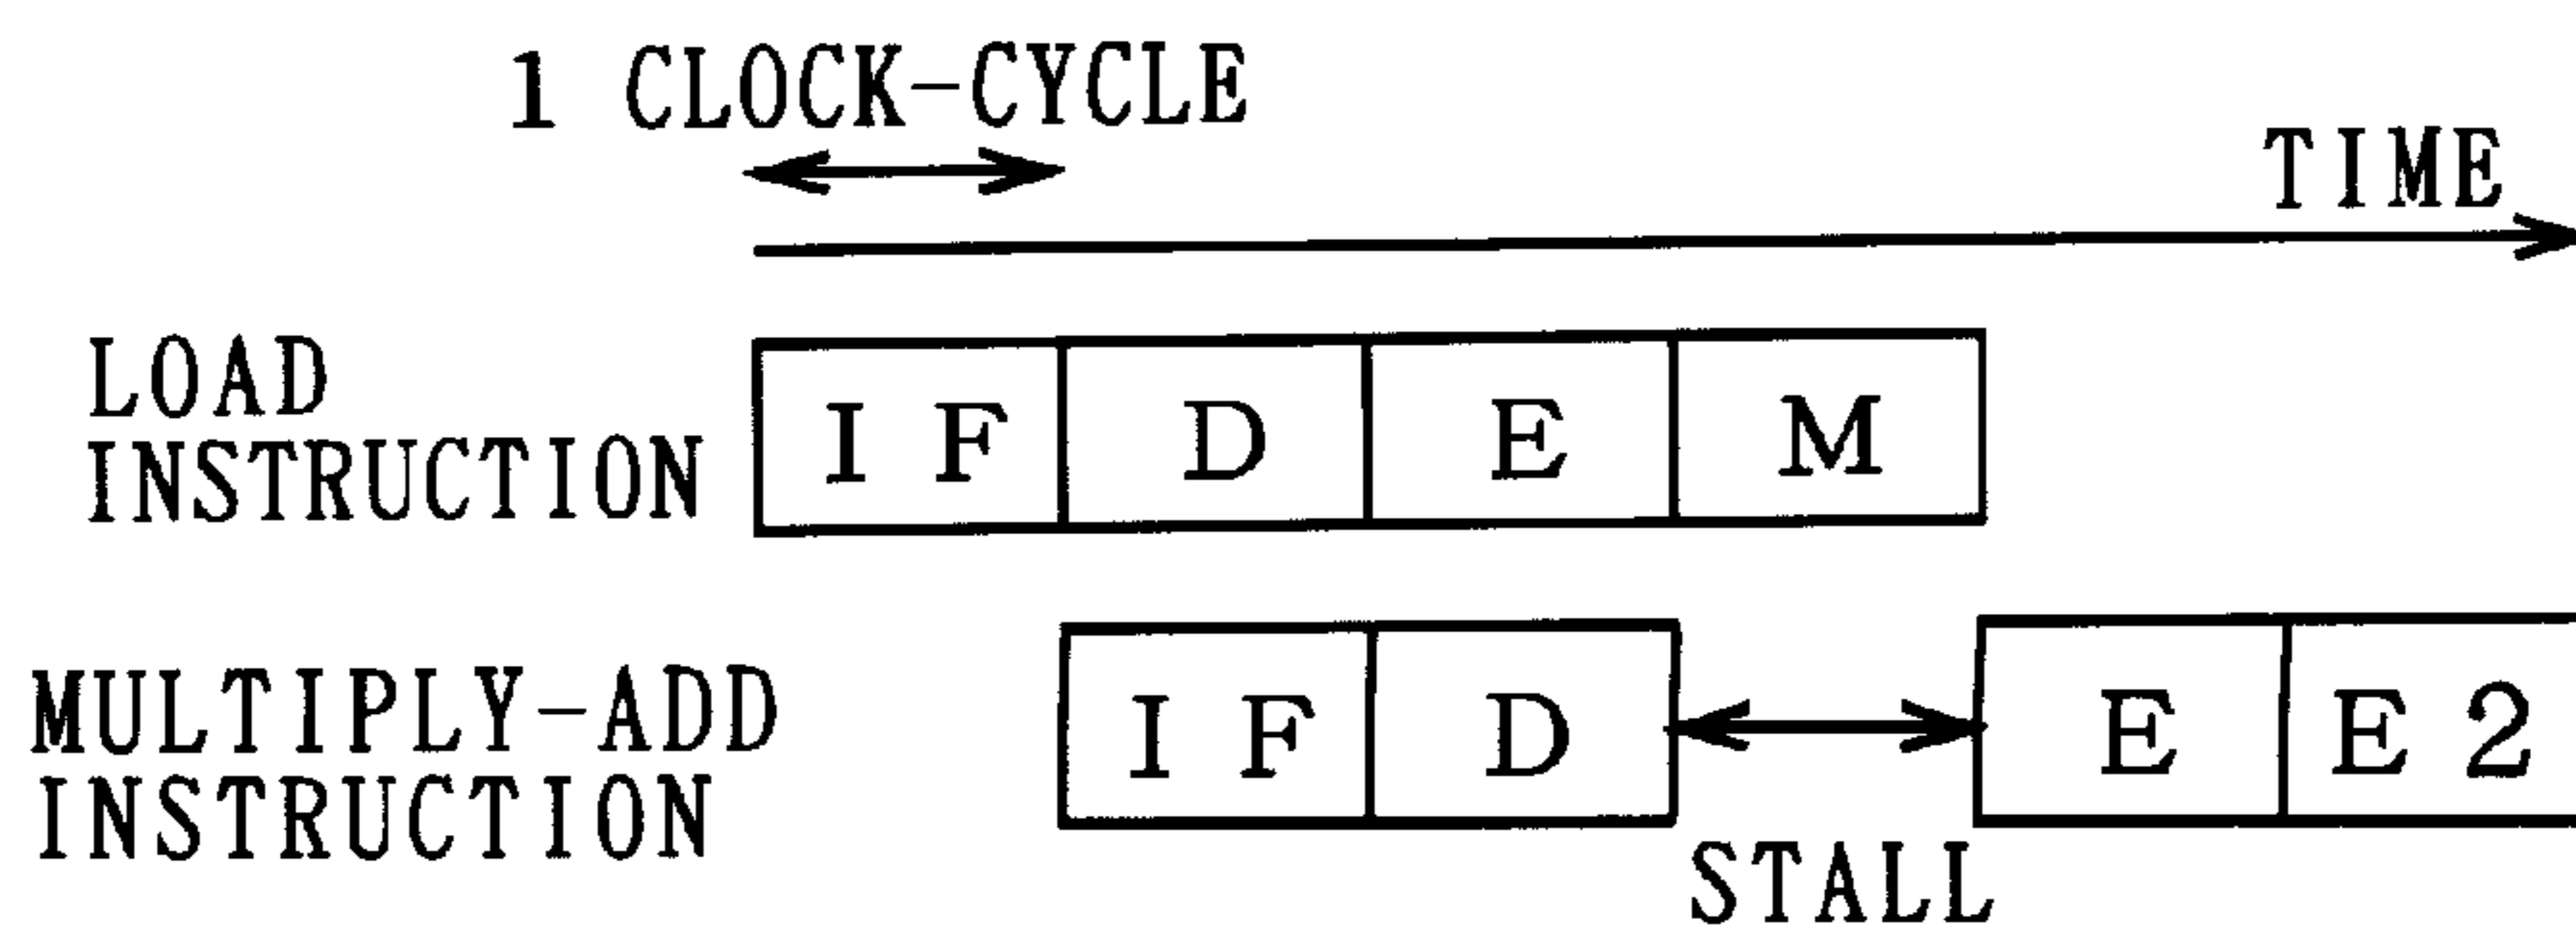 1 CLOCK-CYCLE
TIME
LOAD
INSTRUCTION
IF D E M
MULTIPLY-ADD
INSTRUCTION
IF D E E2
STALL